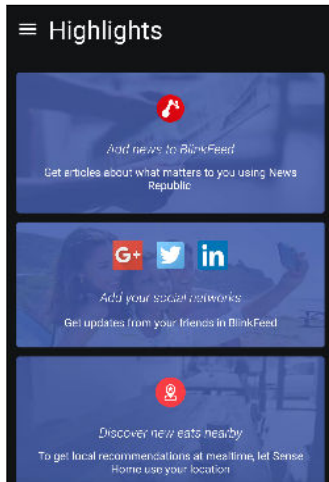 Highlights
Add news to BlinkFeed
Get articles about what matters to you using News
Republic
G+
in
Add your social networks
Get updates from your friends in BlinkFeed
Discover new eats nearby
To get local recommendations at mealtime, let Sense
Home use your location